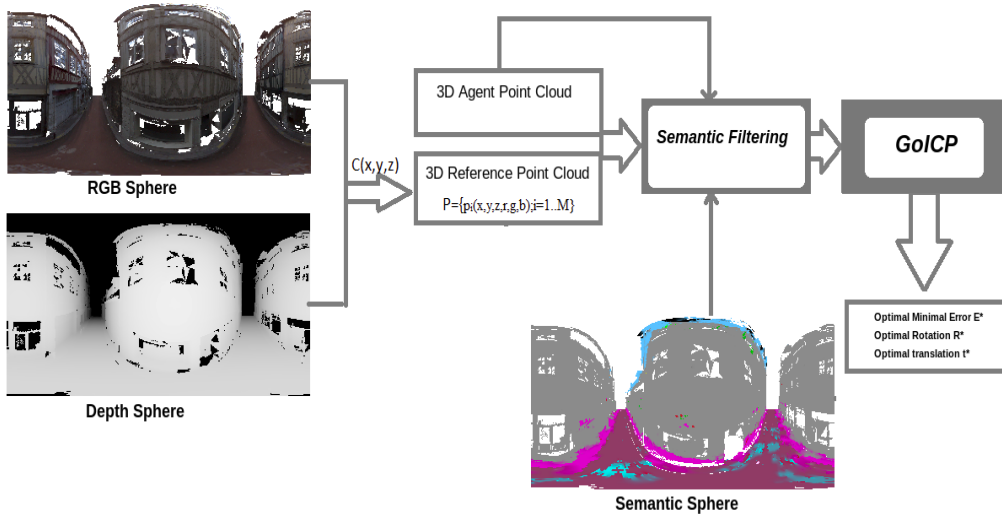 RGB Sphere
Depth Sphere
C(x,y,z)
3D Agent Point Cloud
3D Reference Point Cloud
P={pᵢ(x,y,z,r,g,b);i=1..M}
Semantic Filtering
GoICP
Optimal Minimal Error E*
Optimal Rotation R*
Optimal translation t*
Semantic Sphere